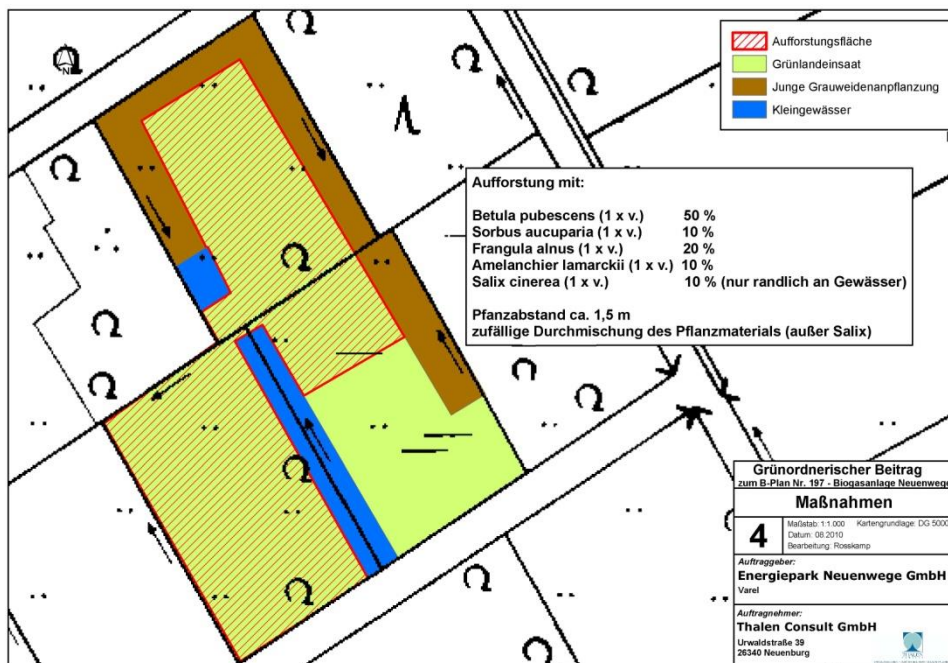 N
Aufforstungsfläche
Grünlandeinsaat
Junge Grauweidenanpflanzung
Kleingewässer
Aufforstung mit:
Betula pubescens (1 x v.) 50 %
Sorbus aucuparia (1 x v.) 10 %
Frangula alnus (1 x v.) 20 %
Amelanchier lamarckii (1 x v.) 10 %
Salix cinerea (1 x v.) 10 % (nur randlich an Gewässer)
Pfanzabstand ca. 1,5 m
zufällige Durchmischung des Pflanzmaterials (außer Salix)
Grünordnerischer Beitrag
zum B-Plan Nr. 197 - Biogasanlage Neuenwege
Maßnahmen
4
Maßstab: 1:1.000 Kartengrundlage: DG 5000
Datum: 08.2010
Bearbeitung: Rosskamp
Auftraggeber:
Energiepark Neuenwege GmbH
Varel
Auftragnehmer:
Thalen Consult GmbH
Urwaldstraße 39
26340 Neuenburg